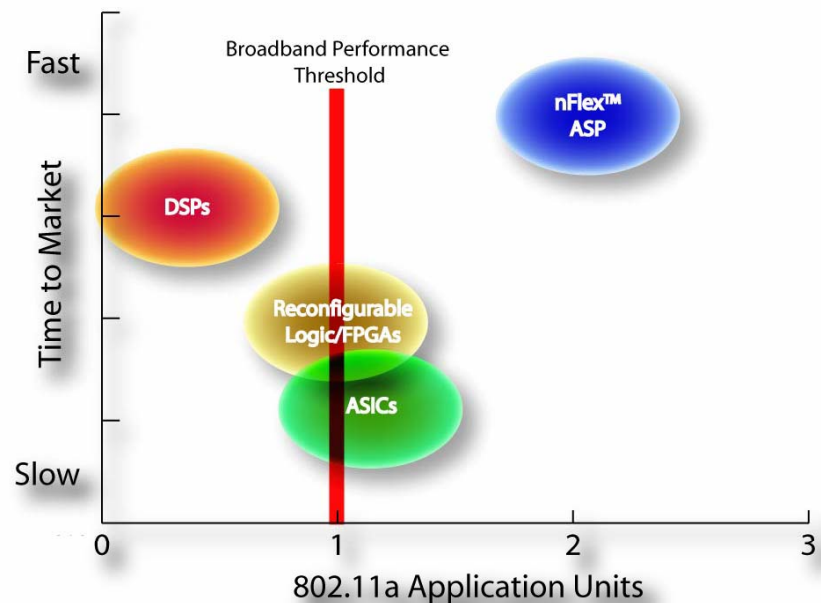 Broadband Performance
Threshold
Fast
nFlex™
ASP
DSPs
Time to Market
Reconfigurable
Logic/FPGAs
ASICs
Slow
0
1
2
3
802.11a Application Units